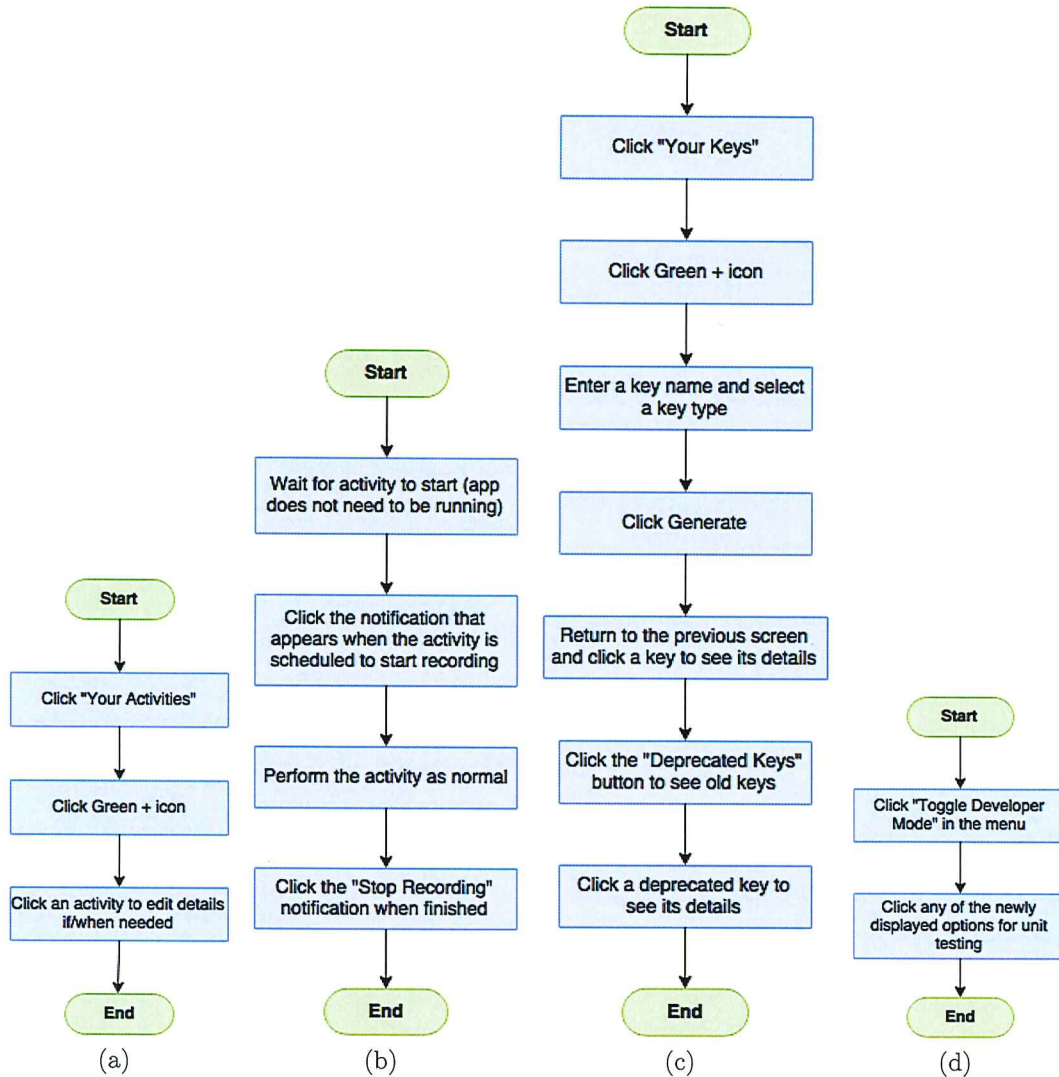 Start
Click "Your Activities"
Click Green + icon
Click an activity to edit details
if/when needed
End
(a)
Start
Wait for activity to start (app
does not need to be running)
Click the notification that
appears when the activity is
scheduled to start recording
Perform the activity as normal
Click the "Stop Recording"
notification when finished
End
(b)
Start
Click "Your Keys"
Click Green + icon
Enter a key name and select
a key type
Click Generate
Return to the previous screen
and click a key to see its details
Click the "Deprecated Keys"
button to see old keys
Click a deprecated key to
see its details
End
(c)
Start
Click "Toggle Developer
Mode" in the menu
Click any of the newly
displayed options for unit
testing
End
(d)